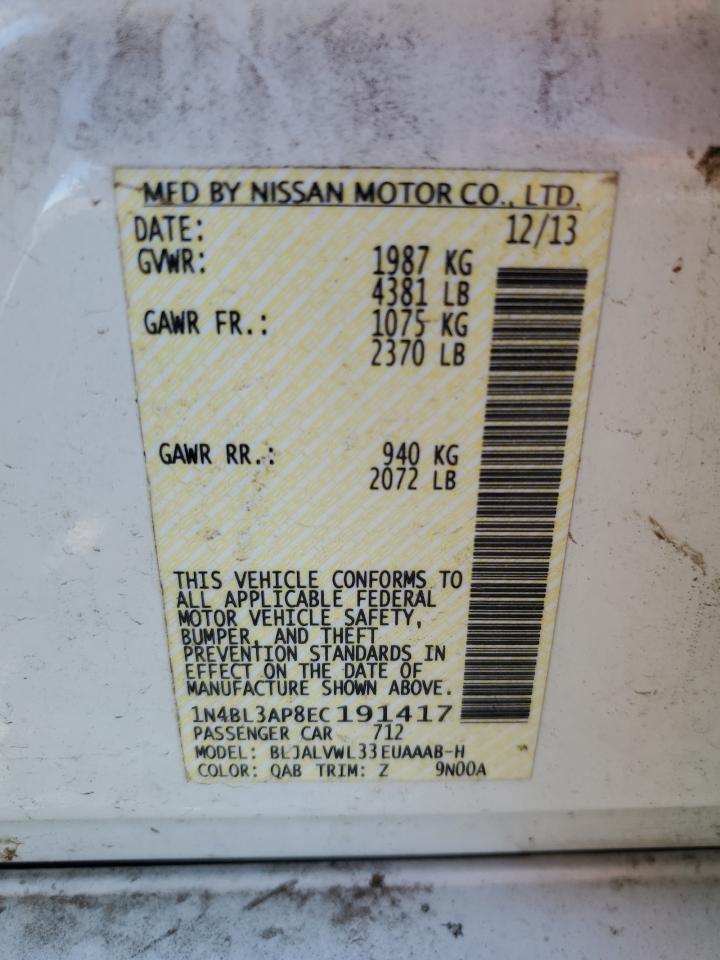 MFD BY NISSAN MOTOR CO., LTD.
DATE: 12/13
GVWR: 1987 KG
4381 LB
GAWR FR.: 1075 KG
2370 LB
GAWR RR.: 940 KG
2072 LB
THIS VEHICLE CONFORMS TO
ALL APPLICABLE FEDERAL
MOTOR VEHICLE SAFETY,
BUMPER, AND THEFT
PREVENTION STANDARDS IN
EFFECT ON THE DATE OF
MANUFACTURE SHOWN ABOVE.
1N4BL3AP8EC191417
PASSENGER CAR 712
MODEL: BLJALVWL33EUAAAB-H
COLOR: QAB TRIM: Z 9N00A